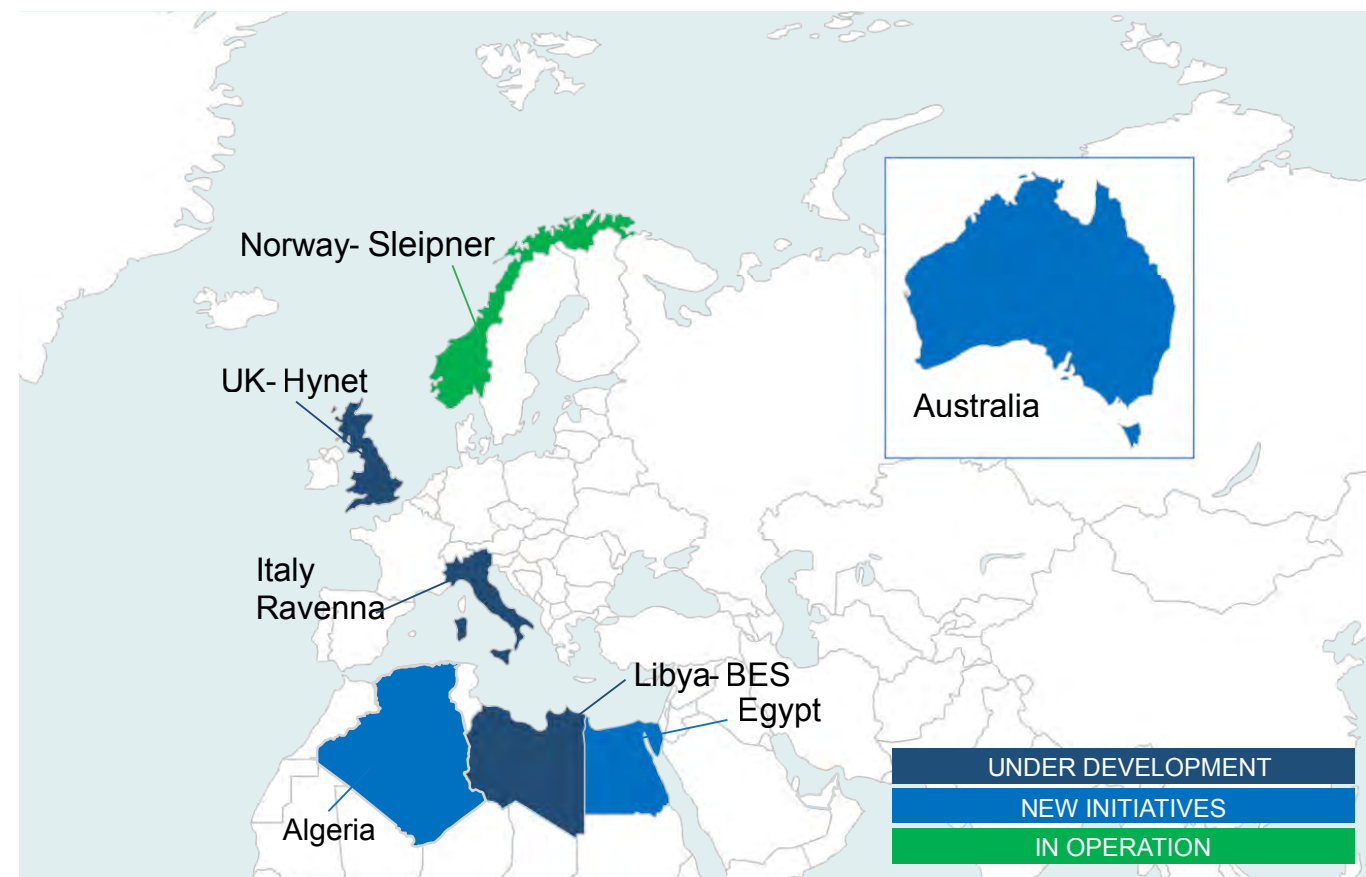 Norway- Sleipner
UK- Hynet
Australia
Italy
Ravenna
Libya- BES
Egypt
Algeria
UNDER DEVELOPMENT
NEW INITIATIVES
IN OPERATION